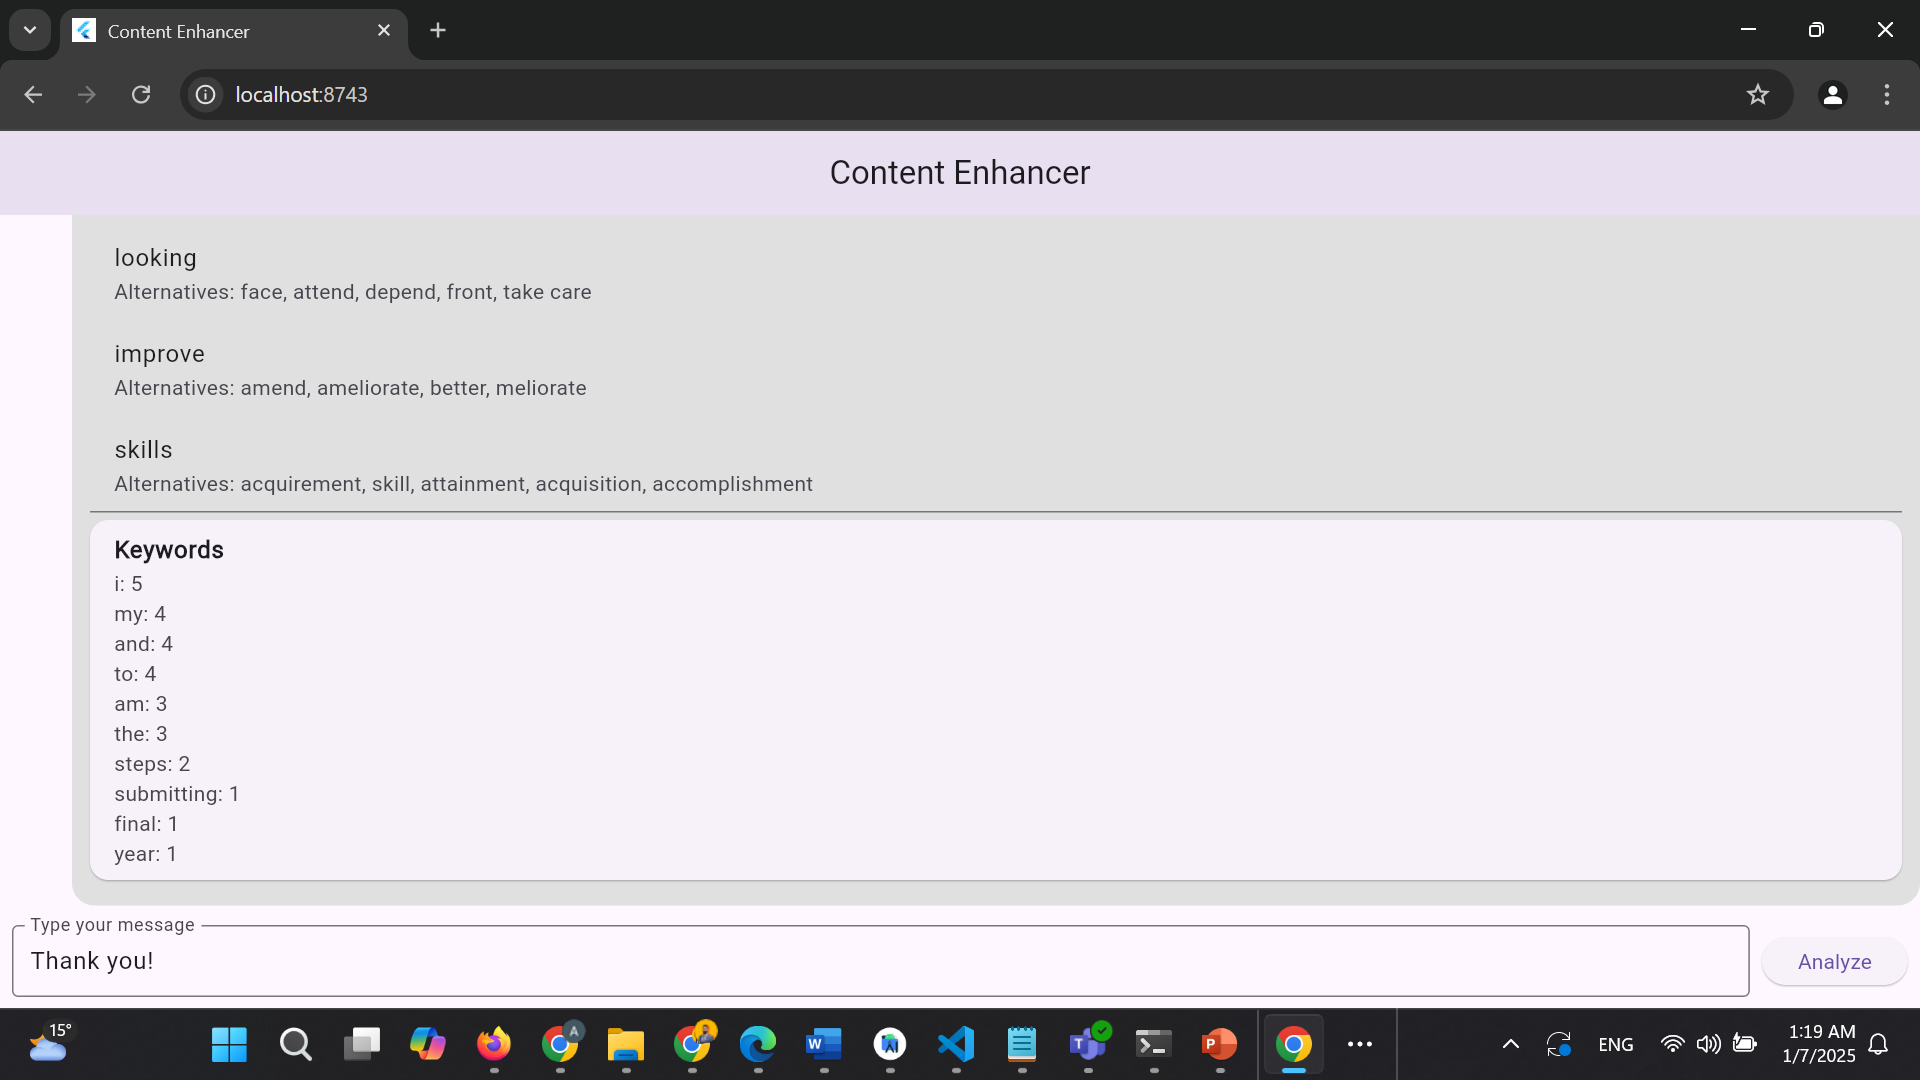 Content Enhancer
localhost:8743
Content Enhancer
looking
Alternatives: face, attend, depend, front, take care
improve
Alternatives: amend, ameliorate, better, meliorate
skills
Alternatives: acquirement, skill, attainment, acquisition, accomplishment
Keywords
i: 5
my: 4
and: 4
to: 4
am: 3
the: 3
steps: 2
submitting: 1
final: 1
year: 1
Type your message
Thank you!
Analyze
15°
A
W
T
P
ENG
1:19 AM
1/7/2025